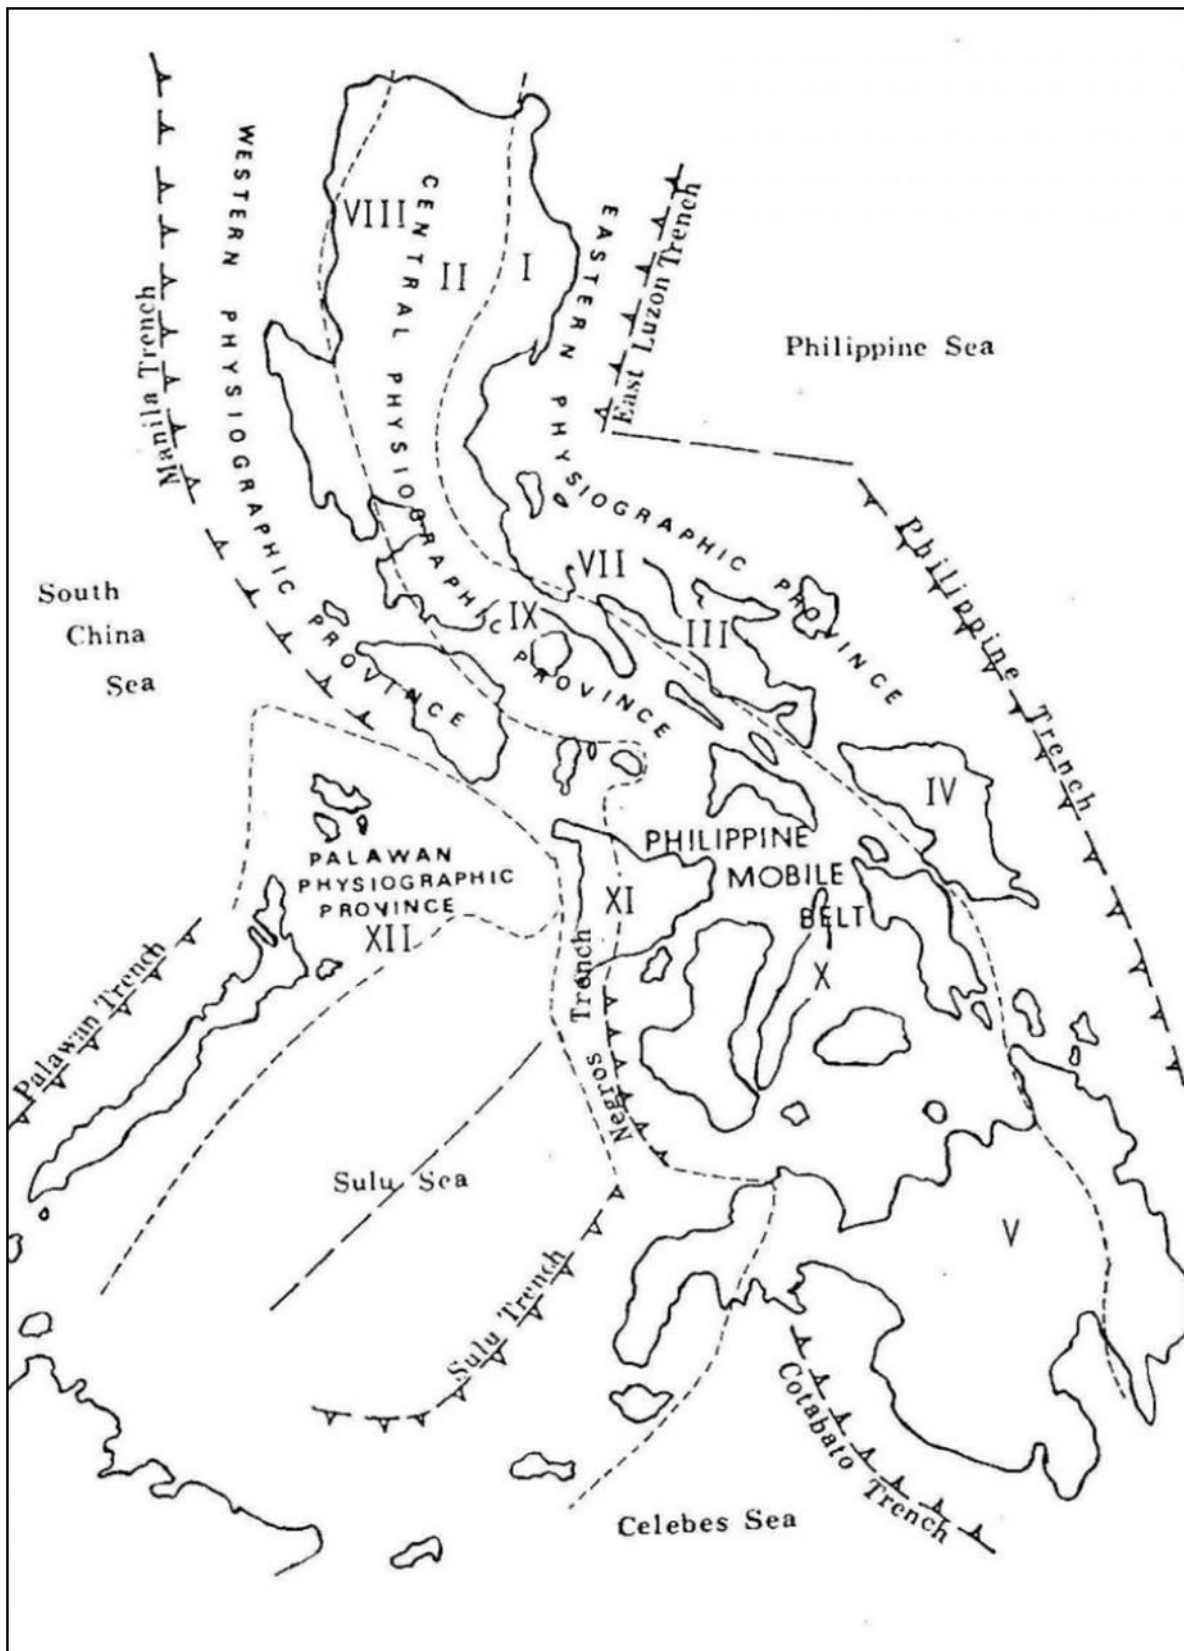 WESTERN PHYSIOGRAPHIC PROVINCE
CENTRAL PHYSIOGRAPHIC PROVINCE
EASTERN PHYSIOGRAPHIC PROVINCE
VIII
II
I
Manila Trench
East Luzon Trench
Philippine Sea
VII
IX
III
Philippine Trench
South
China
Sea
IV
PHILIPPINE
MOBILE
BELT
PALAWAN
PHYSIOGRAPHIC
PROVINCE
XII
XI
X
Palawan Trench
Negros Trench
Sulu Sea
V
Sulu Trench
Cotabato Trench
Celebes Sea